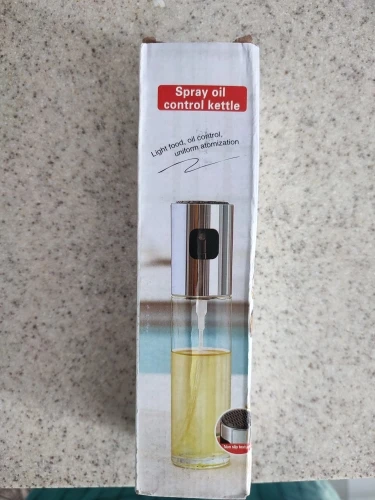 Spray oil
control kettle
Light food, oil control,
uniform atomization